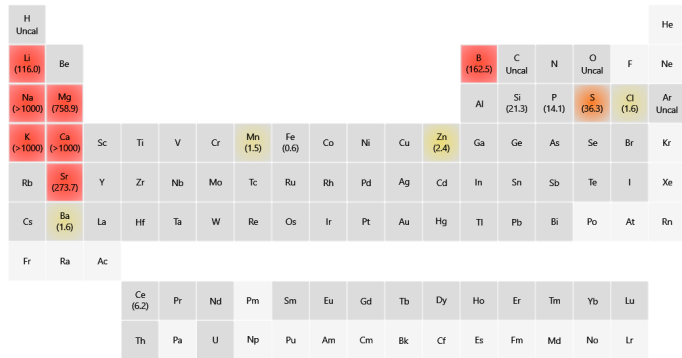 H
Uncal
He
Li
(116.0)
Be
B
(162.5)
C
Uncal
N
O
Uncal
F
Ne
Na
(>1000)
Mg
(758.9)
Al
Si
(21.3)
P
(14.1)
S
(36.3)
Cl
(1.6)
Ar
Uncal
K
(>1000)
Ca
(>1000)
Sc
Ti
V
Cr
Mn
(1.5)
Fe
(0.6)
Co
Ni
Cu
Zn
(2.4)
Ga
Ge
As
Se
Br
Kr
Rb
Sr
(273.7)
Y
Zr
Nb
Mo
Tc
Ru
Rh
Pd
Ag
Cd
In
Sn
Sb
Te
I
Xe
Cs
Ba
(1.6)
La
Hf
Ta
W
Re
Os
Ir
Pt
Au
Hg
Tl
Pb
Bi
Po
At
Rn
Fr
Ra
Ac
Ce
(6.2)
Pr
Nd
Pm
Sm
Eu
Gd
Tb
Dy
Ho
Er
Tm
Yb
Lu
Th
Pa
U
Np
Pu
Am
Cm
Bk
Cf
Es
Fm
Md
No
Lr